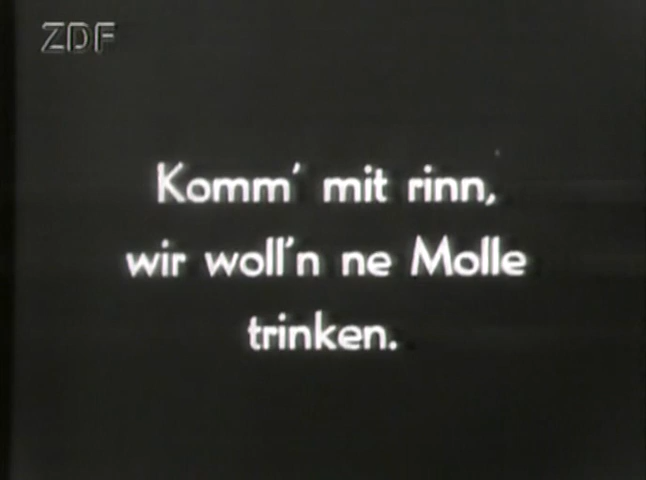 ZDF
Komm' mit rinn,
wir woll'n ne Molle
trinken.